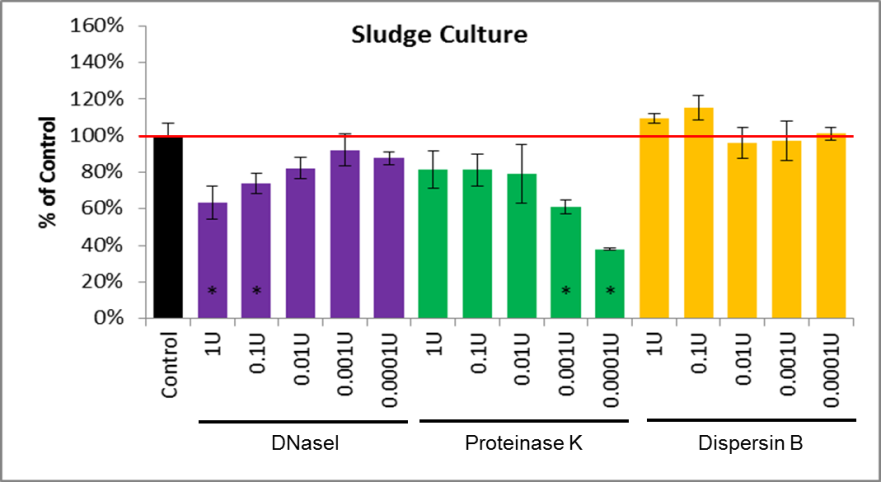 Sludge Culture
% of Control
160%
140%
120%
100%
80%
60%
40%
20%
0%
* * * *
Control 1U 0.1U 0.01U 0.001U 0.0001U 1U 0.1U 0.01U 0.001U 0.0001U 1U 0.1U 0.01U 0.001U 0.0001U
DNaseI Proteinase K Dispersin B